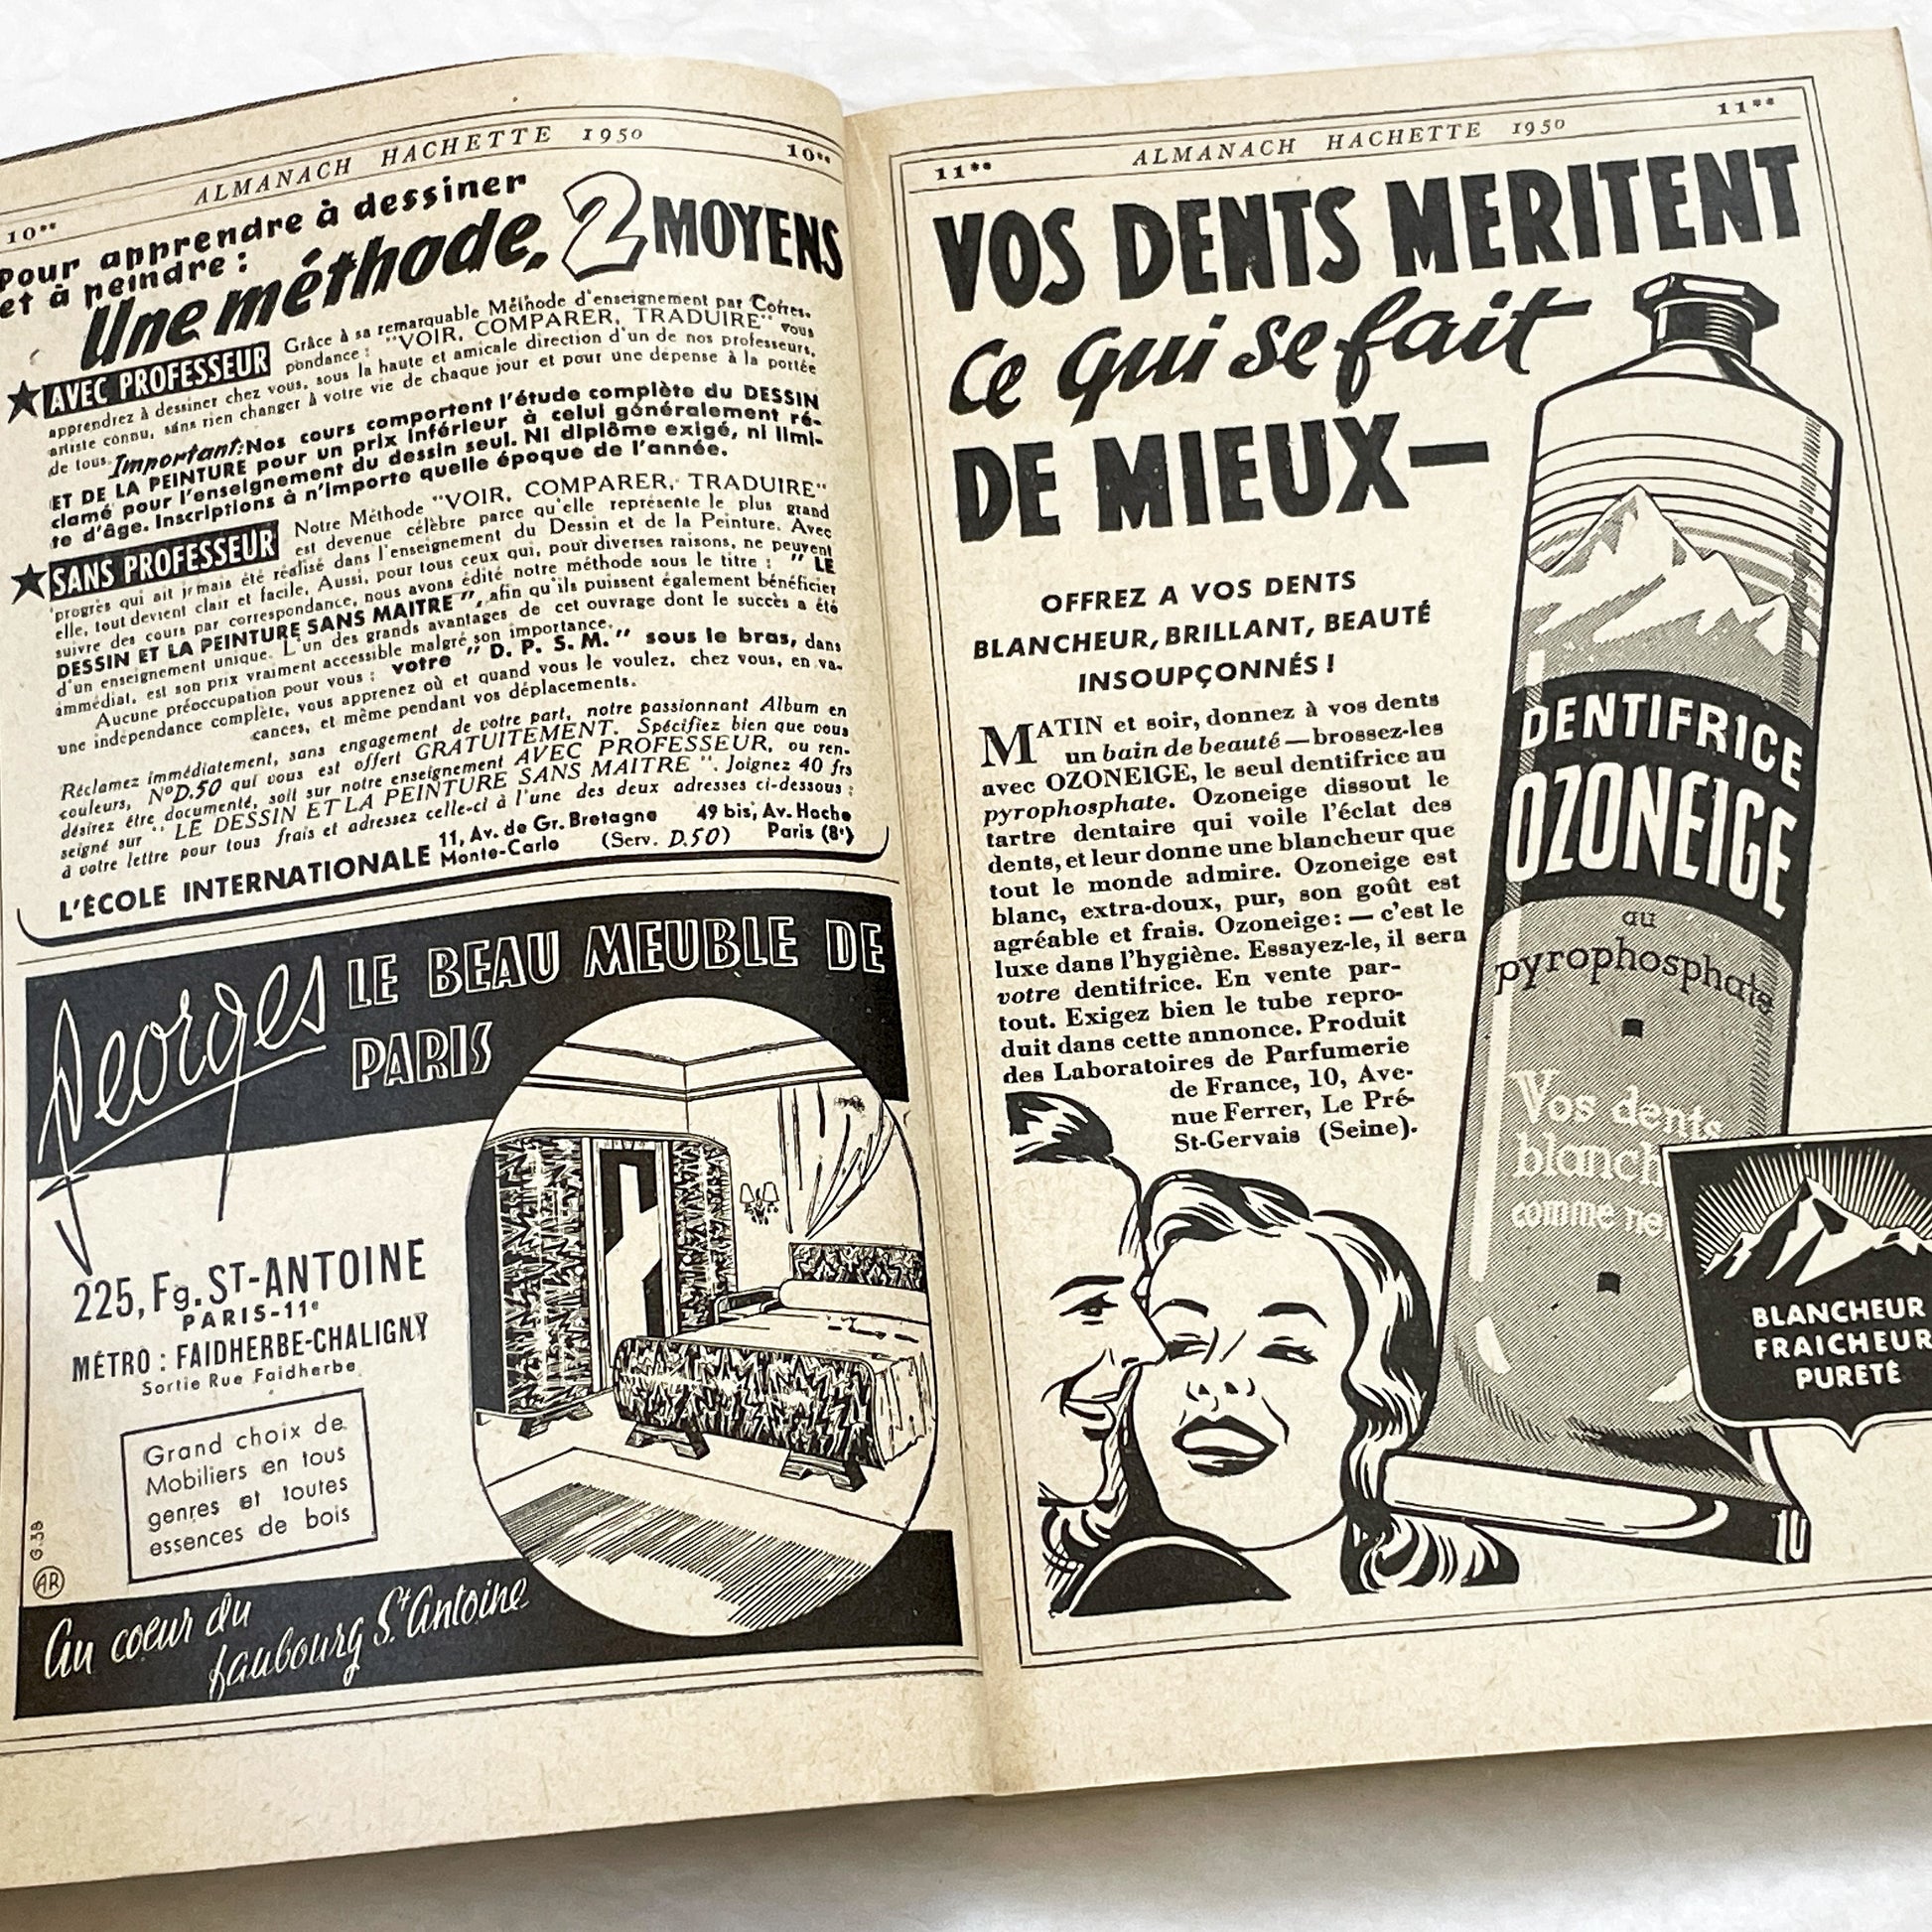 10**
ALMANACH HACHETTE 1950
10**
pour apprendre à dessiner
et à peindre :
Une méthode, 2 MOYENS
AVEC PROFESSEUR
Grâce à sa remarquable Méthode d'enseignement par Corres-
pondance : "VOIR, COMPARER, TRADUIRE" vous
apprendrez à dessiner chez vous, sous la haute et amicale direction d'un de nos professeurs,
artiste connu, sans rien changer à votre vie de chaque jour et pour une dépense à la portée
de tous. Important: Nos cours comportent l'étude complète du DESSIN
ET DE LA PEINTURE pour un prix inférieur à celui généralement ré-
clamé pour l'enseignement du dessin seul. Ni diplôme exigé, ni limi-
te d'âge. Inscriptions à n'importe quelle époque de l'année.
SANS PROFESSEUR
Notre Méthode "VOIR, COMPARER, TRADUIRE"
est devenue célèbre parce qu'elle représente le plus grand
progrès qui ait jamais été réalisé dans l'enseignement du Dessin et de la Peinture. Avec
elle, tout devient clair et facile. Aussi, pour tous ceux qui, pour diverses raisons, ne peuvent
suivre des cours par correspondance, nous avons édité notre méthode sous le titre : " LE
DESSIN ET LA PEINTURE SANS MAITRE ", afin qu'ils puissent également bénéficier
d'un enseignement unique. L'un des grands avantages de cet ouvrage dont le succès a été
immédiat, est son prix vraiment accessible malgré son importance.
Aucune préoccupation pour vous : votre " D. P. S. M. " sous le bras, dans
une indépendance complète, vous apprenez où et quand vous le voulez, chez vous, en va-
cances, et même pendant vos déplacements.
Réclamez immédiatement, sans engagement de votre part, notre passionnant Album en
couleurs, N°D.50 qui vous est offert GRATUITEMENT. Spécifiez bien que vous
désirez être documenté, soit sur notre enseignement AVEC PROFESSEUR, ou ren-
seigné sur " LE DESSIN ET LA PEINTURE SANS MAITRE ". Joignez 40 frs
à votre lettre pour tous frais et adressez celle-ci à l'une des deux adresses ci-dessous :
L'ÉCOLE INTERNATIONALE
11, Av. de Gr. Bretagne
Monte-Carlo
(Serv. D.50)
49 bis, Av. Hoche
Paris (8e)
Georges
LE BEAU MEUBLE DE
PARIS
225, Fg. ST-ANTOINE
PARIS-11e
MÉTRO : FAIDHERBE-CHALIGNY
Sortie Rue Faidherbe
Grand choix de
Mobiliers en tous
genres et toutes
essences de bois
G.38
AR
Au coeur du
faubourg St Antoine
11**
ALMANACH HACHETTE 1950
11**
VOS DENTS MERITENT
ce qui se fait
DE MIEUX—
OFFREZ A VOS DENTS
BLANCHEUR, BRILLANT, BEAUTÉ
INSOUPÇONNÉS !
MATIN et soir, donnez à vos dents
un bain de beauté — brossez-les
avec OZONEIGE, le seul dentifrice au
pyrophosphate. Ozoneige dissout le
tartre dentaire qui voile l'éclat des
dents, et leur donne une blancheur que
tout le monde admire. Ozoneige est
blanc, extra-doux, pur, son goût est
agréable et frais. Ozoneige : — c'est le
luxe dans l'hygiène. Essayez-le, il sera
votre dentifrice. En vente par-
tout. Exigez bien le tube repro-
duit dans cette annonce. Produit
des Laboratoires de Parfumerie
de France, 10, Ave-
nue Ferrer, Le Pré-
St-Gervais (Seine).
DENTIFRICE
OZONEIGE
au
pyrophosphate
Vos dents
blanch
comme ne
BLANCHEUR
FRAICHEUR
PURETÉ